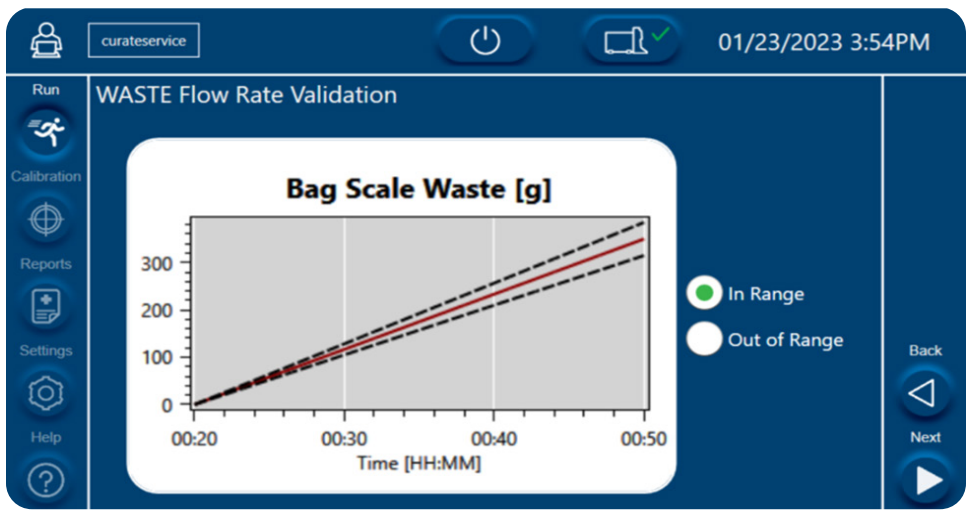 curateservice
01/23/2023 3:54PM
Run
WASTE Flow Rate Validation
Calibration
Reports
Settings
Help
?
Bag Scale Waste [g]
300
200
100
0
00:20 00:30 00:40 00:50
Time [HH:MM]
In Range
Out of Range
Back
Next